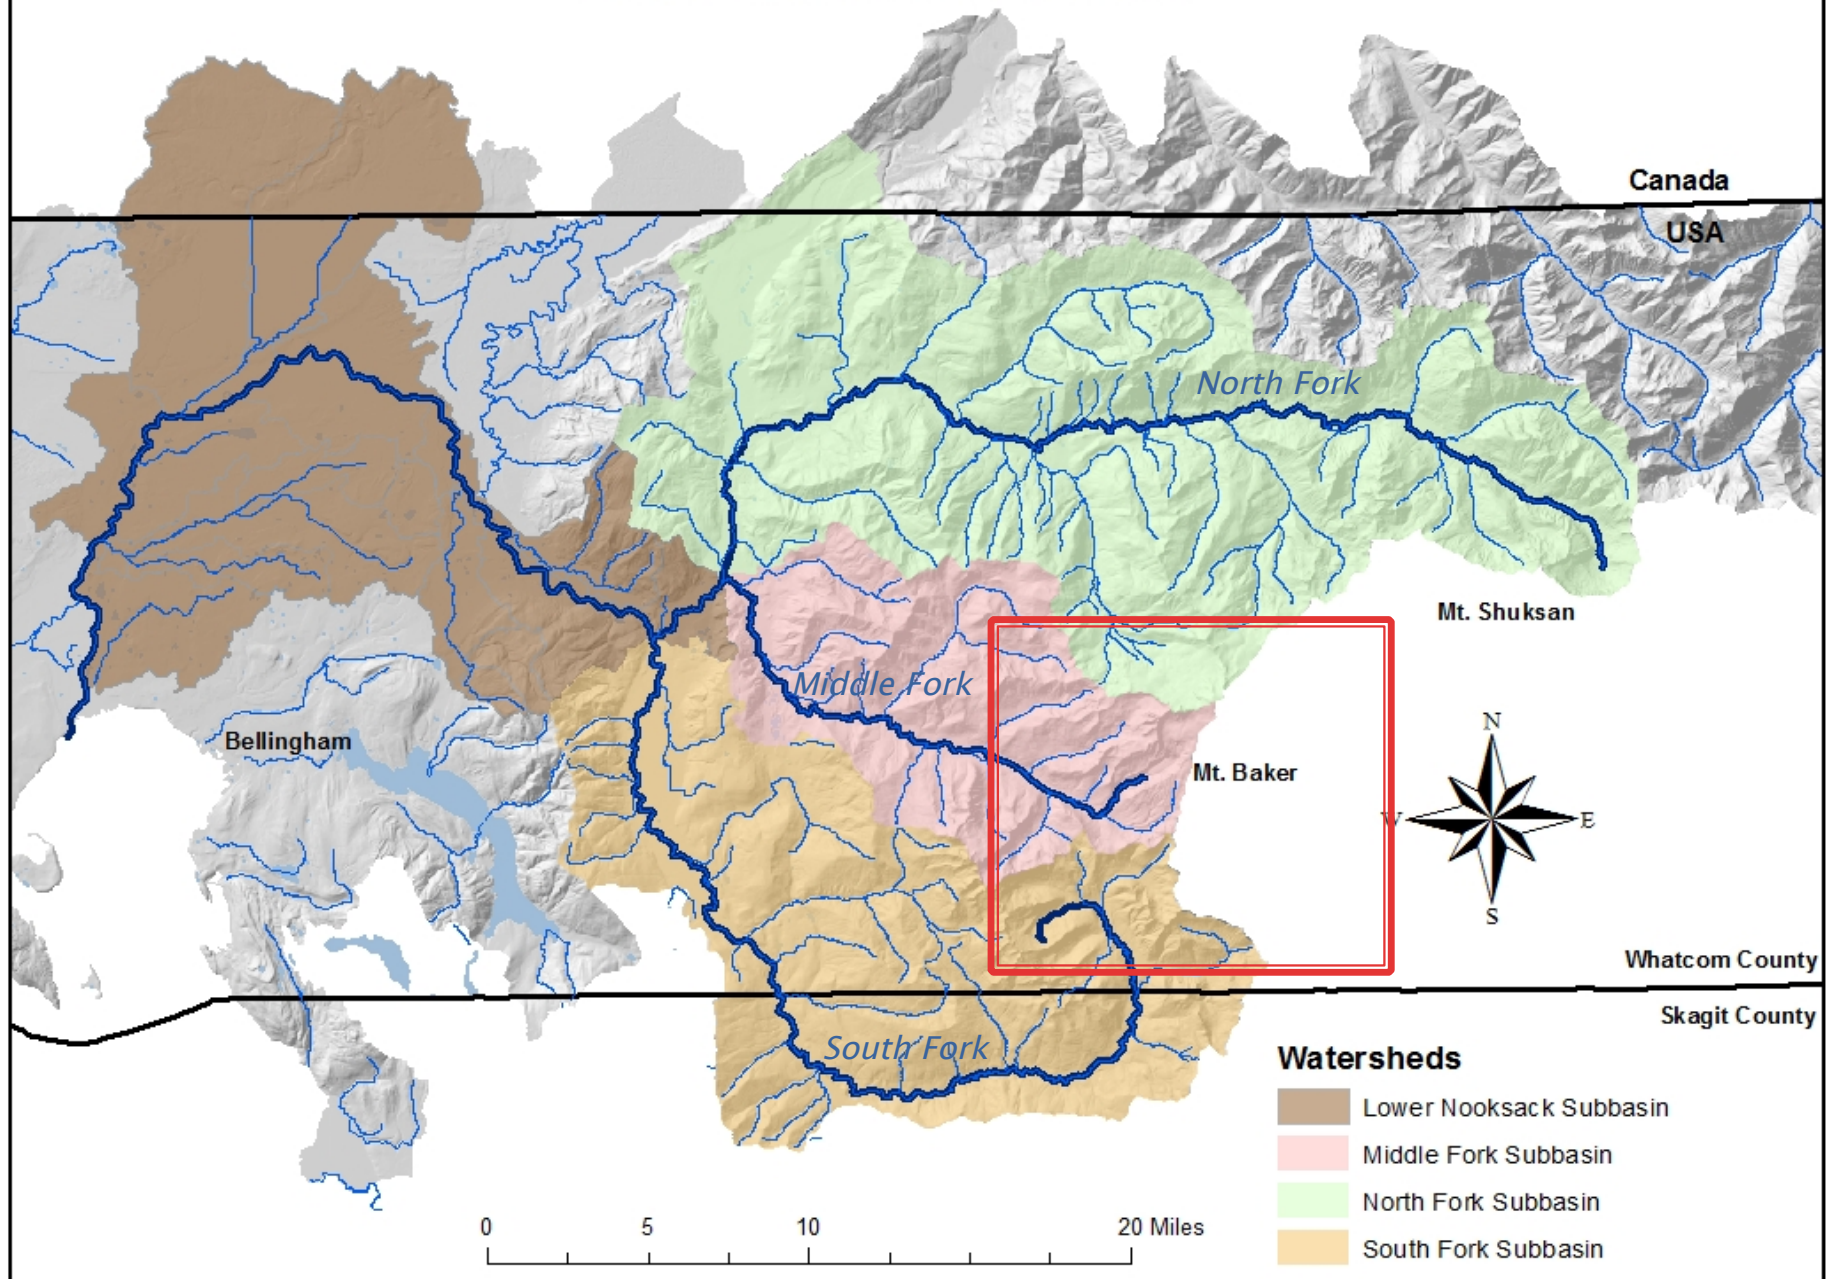 Canada
USA
North Fork
Mt. Shuksan
Middle Fork
N
Bellingham
Mt. Baker
W
E
S
Whatcom County
Skagit County
South Fork
Watersheds
Lower Nooksack Subbasin
Middle Fork Subbasin
North Fork Subbasin
South Fork Subbasin
0 5 10 20 Miles